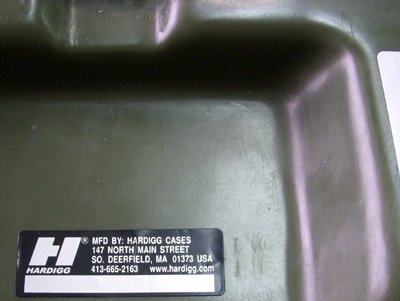 H®
HARDIGG
MFD BY: HARDIGG CASES
147 NORTH MAIN STREET
SO. DEERFIELD, MA 01373 USA
413-665-2163 www.hardigg.com